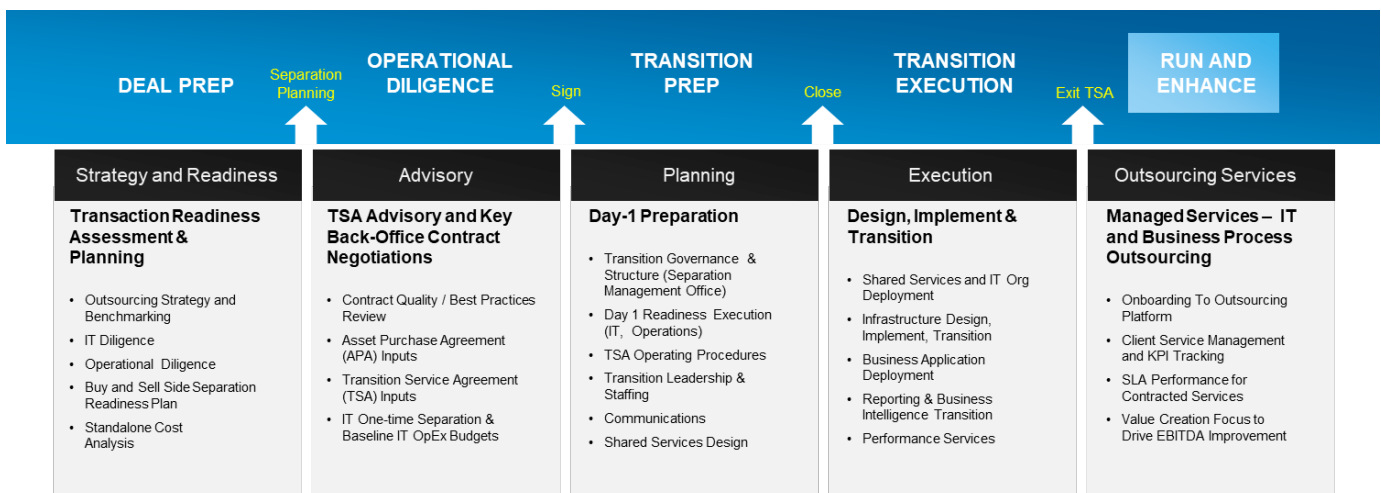 DEAL PREP
Separation
Planning
OPERATIONAL
DILIGENCE
Sign
TRANSITION
PREP
Close
TRANSITION
EXECUTION
Exit TSA
RUN AND
ENHANCE
Strategy and Readiness
Transaction Readiness
Assessment &
Planning
• Outsourcing Strategy and
Benchmarking
• IT Diligence
• Operational Diligence
• Buy and Sell Side Separation
Readiness Plan
• Standalone Cost
Analysis
Advisory
TSA Advisory and Key
Back-Office Contract
Negotiations
• Contract Quality / Best Practices
Review
• Asset Purchase Agreement
(APA) Inputs
• Transition Service Agreement
(TSA) Inputs
• IT One-time Separation &
Baseline IT OpEx Budgets
Planning
Day-1 Preparation
• Transition Governance &
Structure (Separation
Management Office)
• Day 1 Readiness Execution
(IT, Operations)
• TSA Operating Procedures
• Transition Leadership &
Staffing
• Communications
• Shared Services Design
Execution
Design, Implement &
Transition
• Shared Services and IT Org
Deployment
• Infrastructure Design,
Implement, Transition
• Business Application
Deployment
• Reporting & Business
Intelligence Transition
• Performance Services
Outsourcing Services
Managed Services – IT
and Business Process
Outsourcing
• Onboarding To Outsourcing
Platform
• Client Service Management
and KPI Tracking
• SLA Performance for
Contracted Services
• Value Creation Focus to
Drive EBITDA Improvement